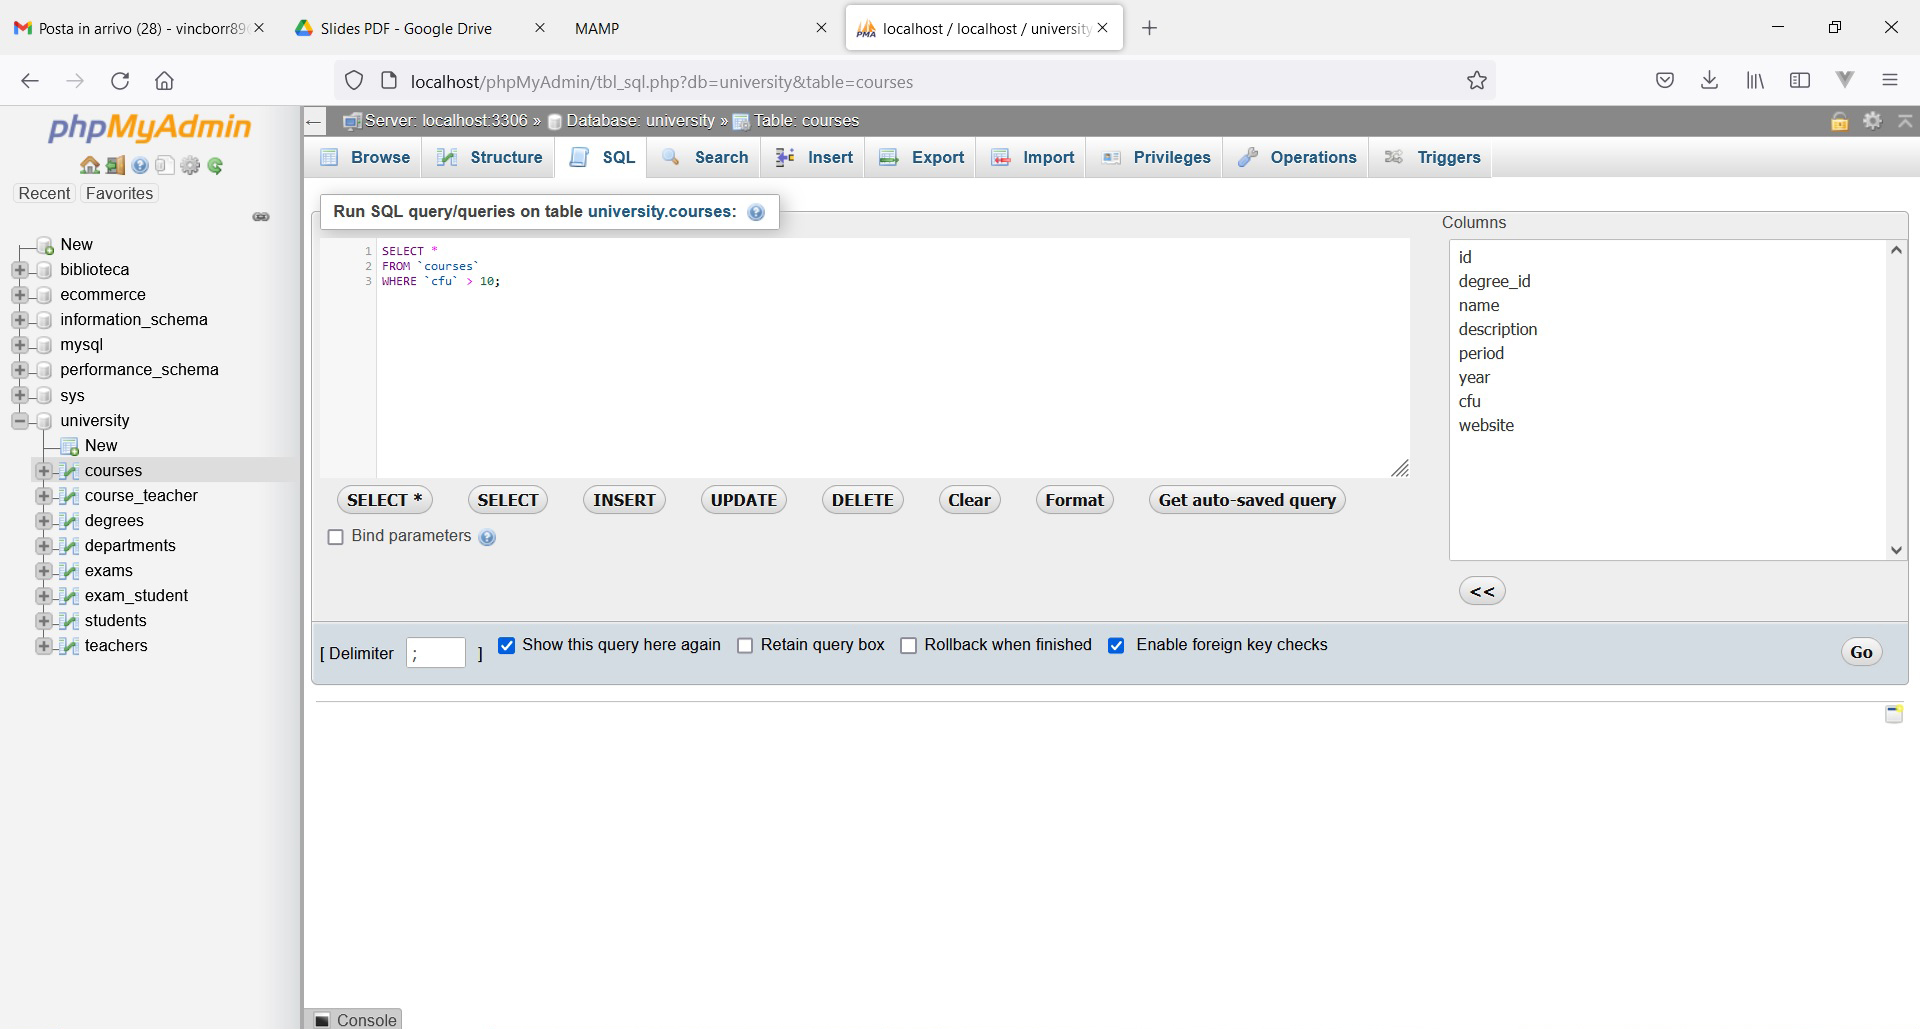 Posta in arrivo (28) - vincborr89
Slides PDF - Google Drive
MAMP
PMA
localhost / localhost / university
localhost/phpMyAdmin/tbl_sql.php?db=university&table=courses
phpMyAdmin
Recent
Favorites
New
biblioteca
ecommerce
information_schema
mysql
performance_schema
sys
university
New
courses
course_teacher
degrees
departments
exams
exam_student
students
teachers
Server: localhost:3306 » Database: university » Table: courses
Browse
Structure
SQL
Search
Insert
Export
Import
Privileges
Operations
Triggers
Run SQL query/queries on table university.courses:
1 SELECT *
2 FROM `courses`
3 WHERE `cfu` > 10;
Columns
id
degree_id
name
description
period
year
cfu
website
<<
SELECT *
SELECT
INSERT
UPDATE
DELETE
Clear
Format
Get auto-saved query
Bind parameters
[ Delimiter ; ]
Show this query here again
Retain query box
Rollback when finished
Enable foreign key checks
Go
Console